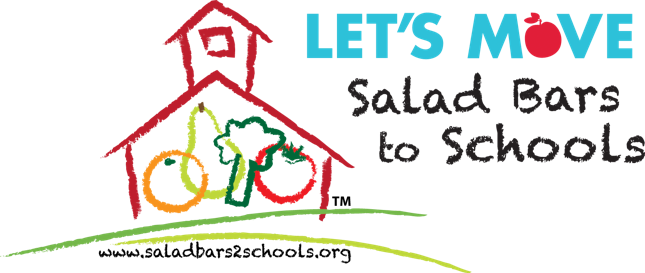 LET'S MOVE
Salad Bars
to Schools
TM
www.saladbars2schools.org